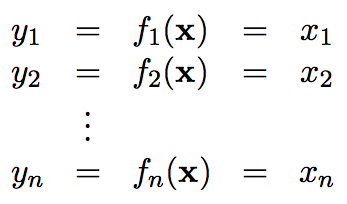 y₁ = f₁(𝐱) = x₁
y₂ = f₂(𝐱) = x₂
⋮
yₙ = fₙ(𝐱) = xₙ